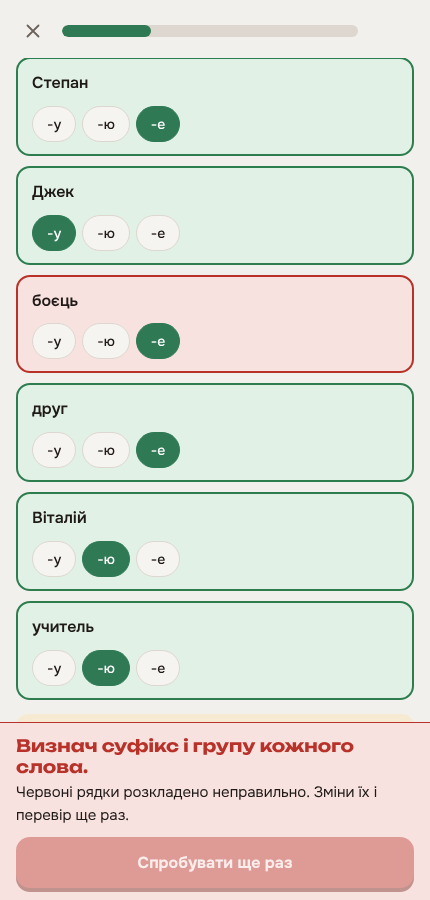 Степан
-у -ю -е
Джек
-у -ю -е
боєць
-у -ю -е
друг
-у -ю -е
Віталій
-у -ю -е
учитель
-у -ю -е
Визнач суфікс і групу кожного
слова.
Червоні рядки розкладено неправильно. Зміни їх і
перевір ще раз.
Спробувати ще раз